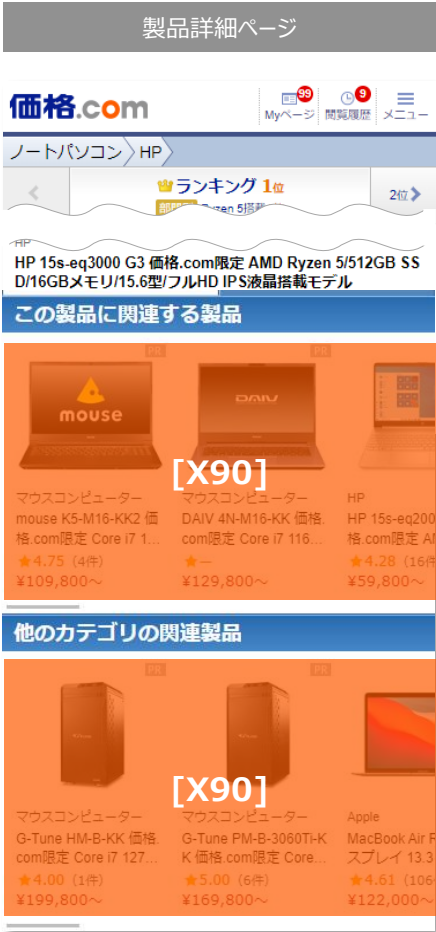 製品詳細ページ
価格.com
99
9
Myページ
閲覧履歴
メニュー
ノートパソコン
HP
ランキング 1位
2位
HP
HP 15s-eq3000 G3 価格.com限定 AMD Ryzen 5/512GB SS
D/16GBメモリ/15.6型/フルHD IPS液晶搭載モデル
この製品に関連する製品
PR
PR
mouse
DAIV
[X90]
マウスコンピューター
mouse K5-M16-KK2 価
格.com限定 Core i7 1...
★4.75（4件）
¥109,800～
マウスコンピューター
DAIV 4N-M16-KK 価格.
com限定 Core i7 116...
★―
¥129,800～
HP
HP 15s-eq200
格.com限定 A
★4.28（16件
¥59,800～
他のカテゴリの関連製品
PR
PR
[X90]
マウスコンピューター
G-Tune HM-B-KK 価格.
com限定 Core i7 127...
★4.00（1件）
¥199,800～
マウスコンピューター
G-Tune PM-B-3060Ti-K
K 価格.com限定 Core...
★5.00（6件）
¥169,800～
Apple
MacBook Air
スプレイ 13.3
★4.61（106
¥122,000～